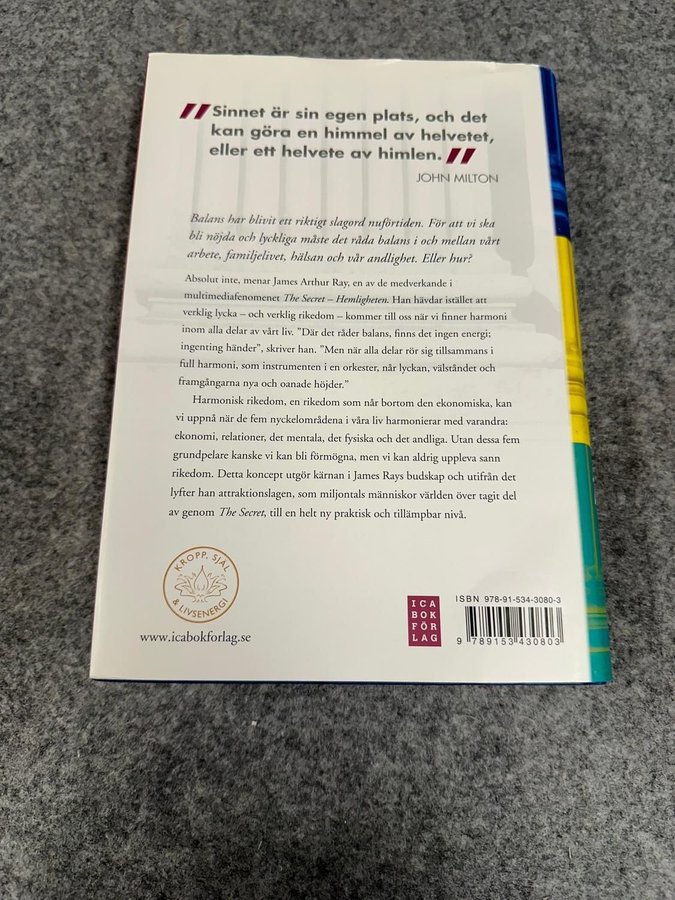 "Sinnet är sin egen plats, och det
kan göra en himmel av helvetet,
eller ett helvete av himlen."
JOHN MILTON
Balans har blivit ett riktigt slagord nuförtiden. För att vi ska
bli nöjda och lyckliga måste det råda balans i och mellan vårt
arbete, familjelivet, hälsan och vår andlighet. Eller hur?
Absolut inte, menar James Arthur Ray, en av de medverkande i
multimediafenomenet The Secret – Hemligheten. Han hävdar istället att
verklig lycka – och verklig rikedom – kommer till oss när vi finner harmoni
inom alla delar av vårt liv. ”Där det råder balans, finns det ingen energi;
ingenting händer”, skriver han. ”Men när alla delar rör sig tillsammans i
full harmoni, som instrumenten i en orkester, når lyckan, välståndet och
framgångarna nya och oanade höjder.”
Harmonisk rikedom, en rikedom som når bortom den ekonomiska, kan
vi uppnå när de fem nyckelområdena i våra liv harmonierar med varandra:
ekonomi, relationer, det mentala, det fysiska och det andliga. Utan dessa fem
grundpelare kanske vi kan bli förmögna, men vi kan aldrig uppleva sann
rikedom. Detta koncept utgör kärnan i James Rays budskap och utifrån det
lyfter han attraktionslagen, som miljontals människor världen över tagit del
av genom The Secret, till en helt ny praktisk och tillämpbar nivå.
KROPP, SJÄL
& LIVSENERGI
www.icabokforlag.se
ICA
BOK
FÖR
LAG
ISBN 978-91-534-3080-3
9 789153 430803